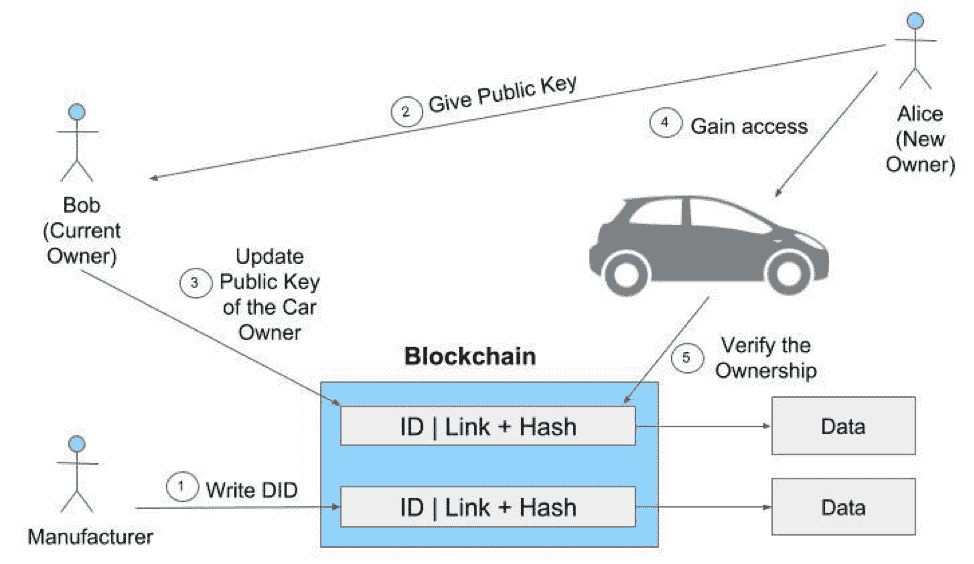 2 Give Public Key
4 Gain access
Alice
(New
Owner)
Bob
(Current
Owner)
3
Update
Public Key
of the Car
Owner
Blockchain
5
Verify the
Ownership
ID | Link + Hash
Data
1 Write DID
ID | Link + Hash
Data
Manufacturer